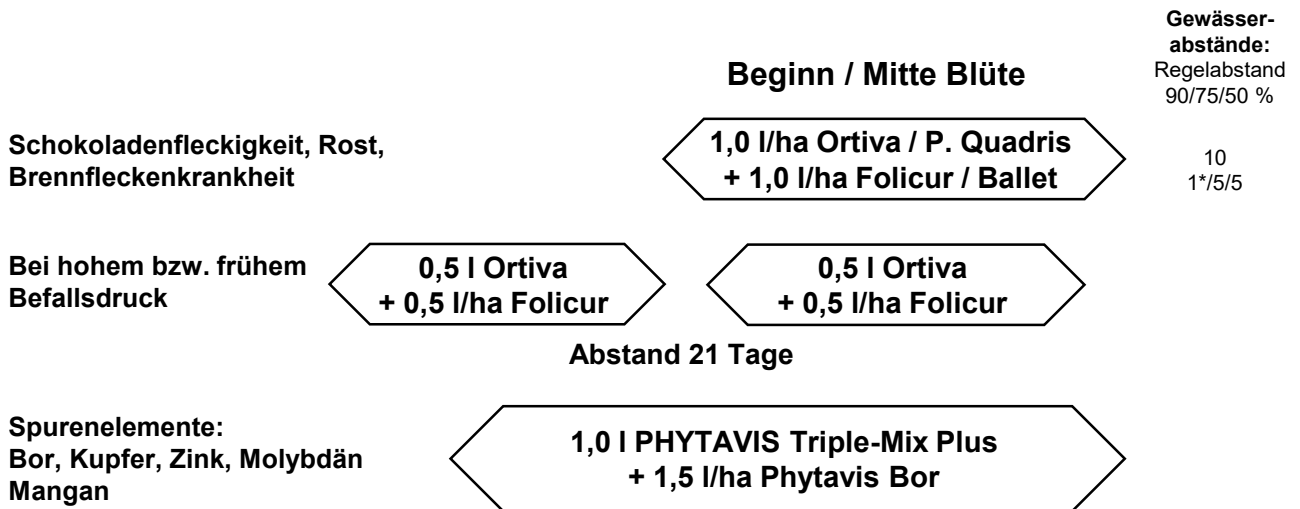 Gewässer-
abstände:
Regelabstand
90/75/50 %
Beginn / Mitte Blüte
Schokoladenfleckigkeit, Rost,
Brennfleckenkrankheit
1,0 l/ha Ortiva / P. Quadris
+ 1,0 l/ha Folicur / Ballet
10
1*/5/5
Bei hohem bzw. frühem
Befallsdruck
0,5 l Ortiva
+ 0,5 l/ha Folicur
0,5 l Ortiva
+ 0,5 l/ha Folicur
Abstand 21 Tage
Spurenelemente:
Bor, Kupfer, Zink, Molybdän
Mangan
1,0 l PHYTAVIS Triple-Mix Plus
+ 1,5 l/ha Phytavis Bor